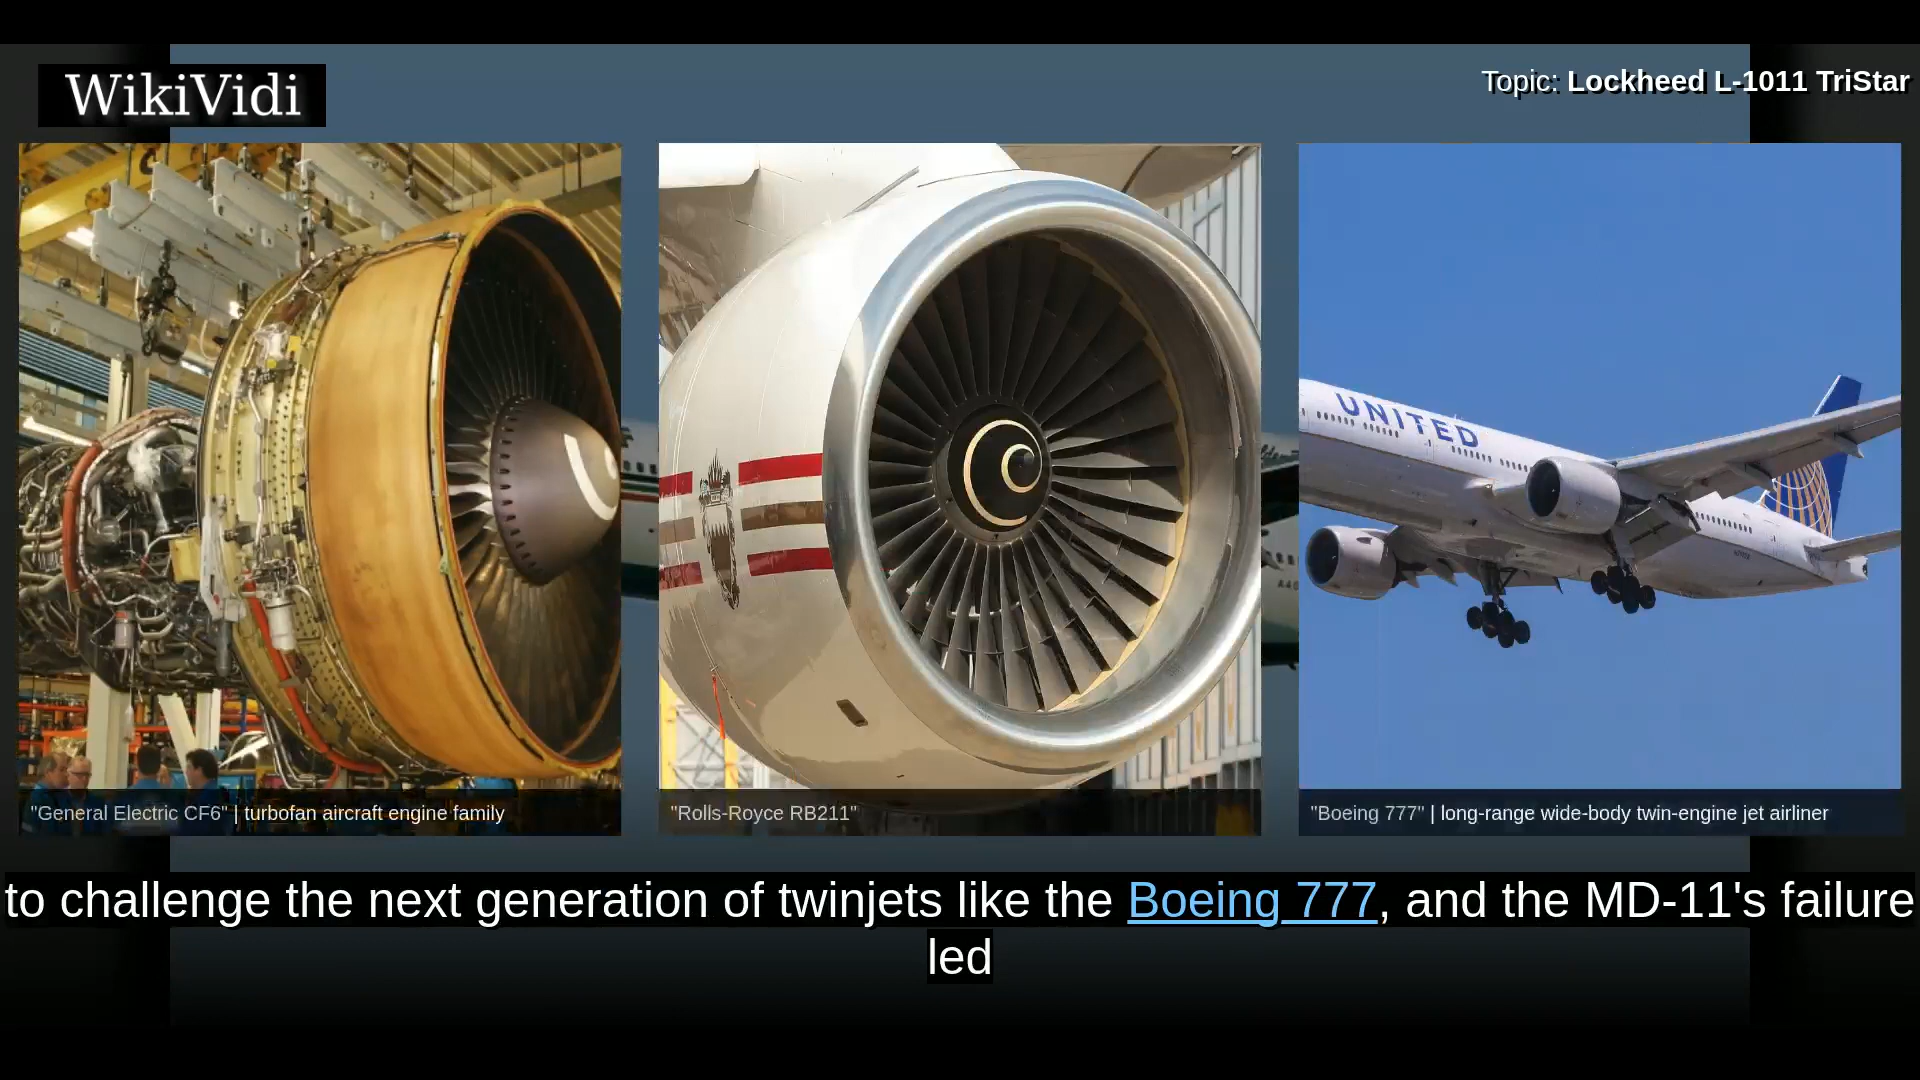 WikiVidi
Topic: Lockheed L-1011 TriStar
UNITED
"General Electric CF6" | turbofan aircraft engine family
"Rolls-Royce RB211"
"Boeing 777" | long-range wide-body twin-engine jet airliner
to challenge the next generation of twinjets like the Boeing 777, and the MD-11's failure
led